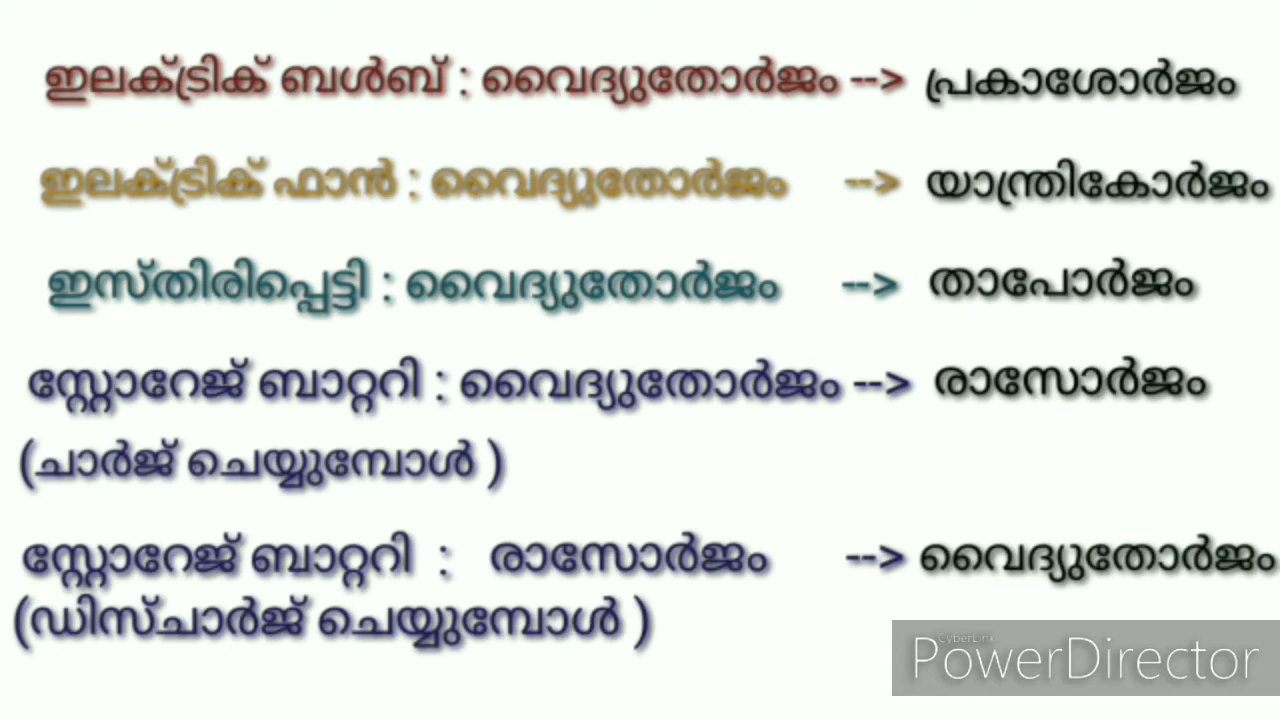 ഇലക്ട്രിക് ബൾബ് : വൈദ്യുതോർജം --> പ്രകാശോർജം
ഇലക്ട്രിക് ഫാൻ : വൈദ്യുതോർജം --> യാന്ത്രികോർജം
ഇസ്തിരിപ്പെട്ടി : വൈദ്യുതോർജം --> താപോർജം
സ്റ്റോറേജ് ബാറ്ററി : വൈദ്യുതോർജം --> രാസോർജം
(ചാർജ് ചെയ്യുമ്പോൾ )
സ്റ്റോറേജ് ബാറ്ററി : രാസോർജം --> വൈദ്യുതോർജം
(ഡിസ്ചാർജ് ചെയ്യുമ്പോൾ )
CyberLink
PowerDirector